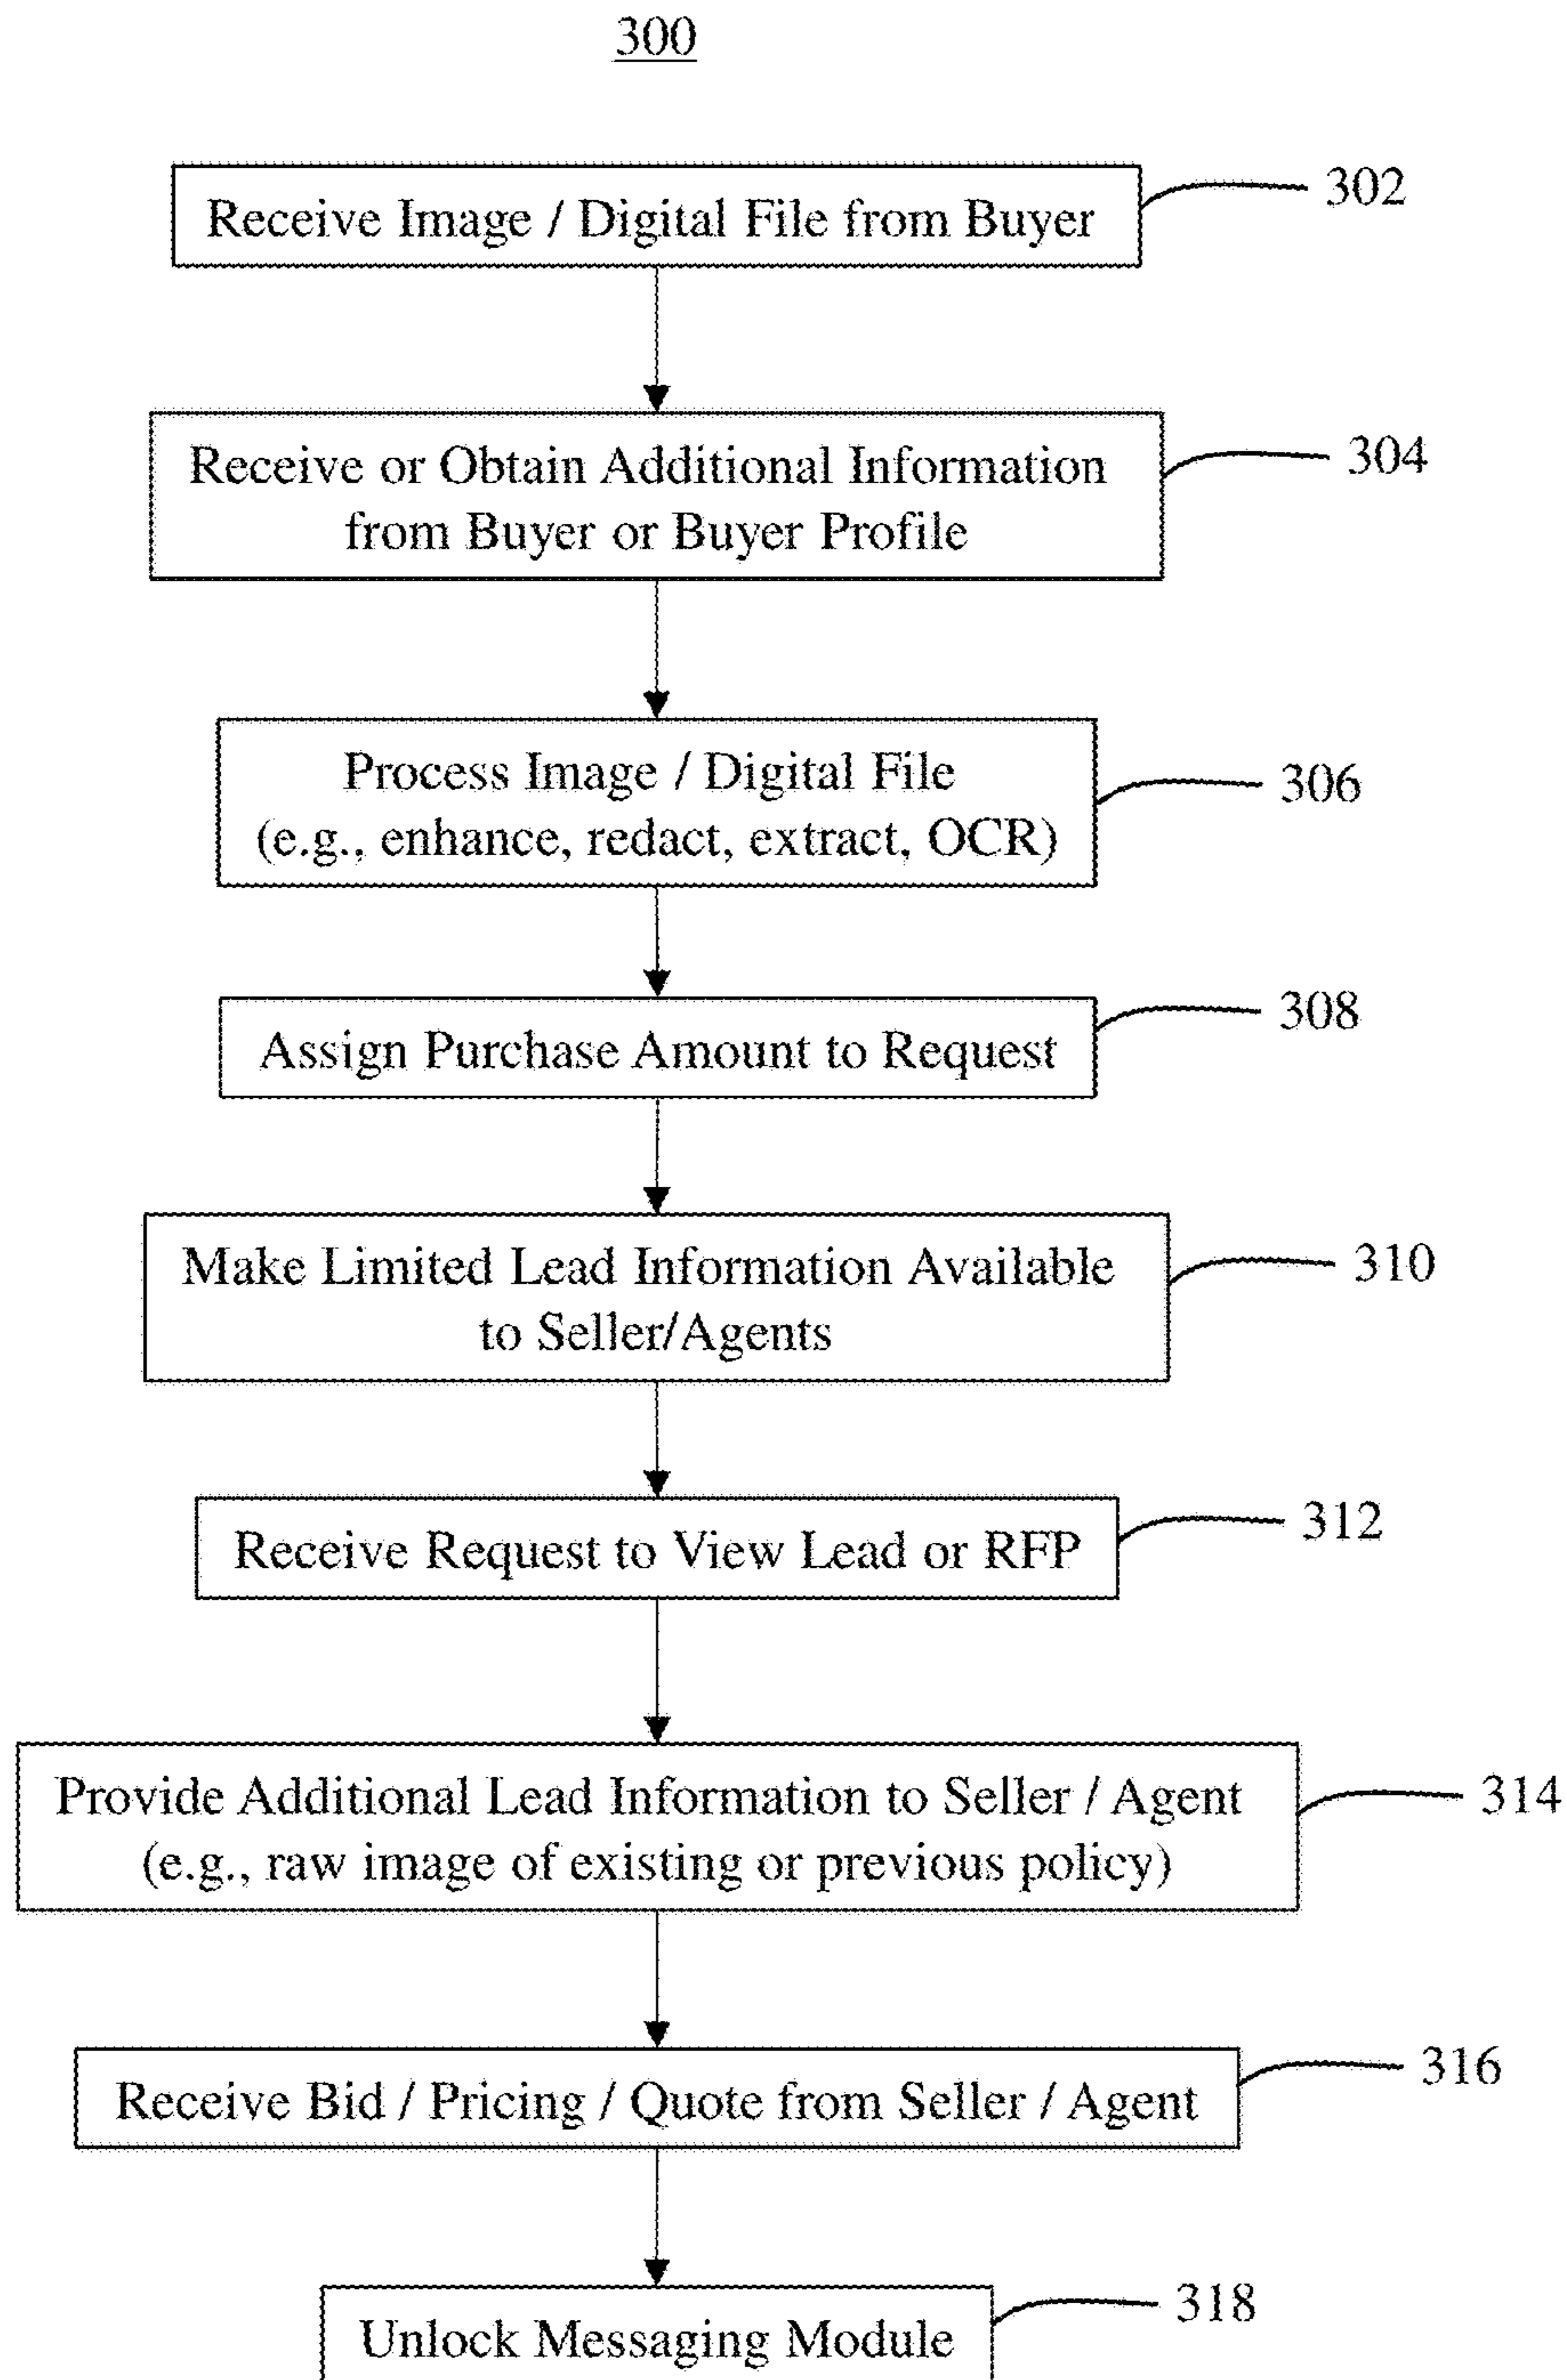 300
Receive Image / Digital File from Buyer
302
Receive or Obtain Additional Information
from Buyer or Buyer Profile
304
Process Image / Digital File
(e.g., enhance, redact, extract, OCR)
306
Assign Purchase Amount to Request
308
Make Limited Lead Information Available
to Seller/Agents
310
Receive Request to View Lead or RFP
312
Provide Additional Lead Information to Seller / Agent
(e.g., raw image of existing or previous policy)
314
Receive Bid / Pricing / Quote from Seller / Agent
316
Unlock Messaging Module
318